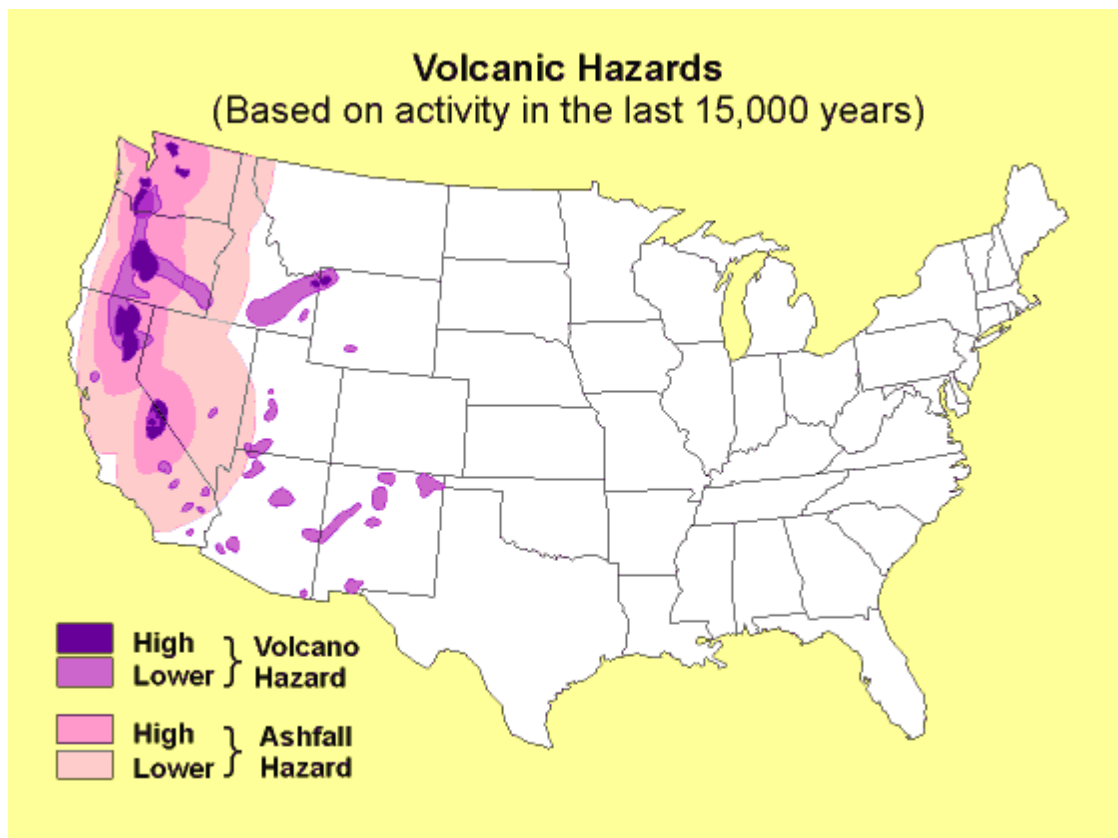 Volcanic Hazards
(Based on activity in the last 15,000 years)
High
Lower
Volcano
Hazard
High
Lower
Ashfall
Hazard